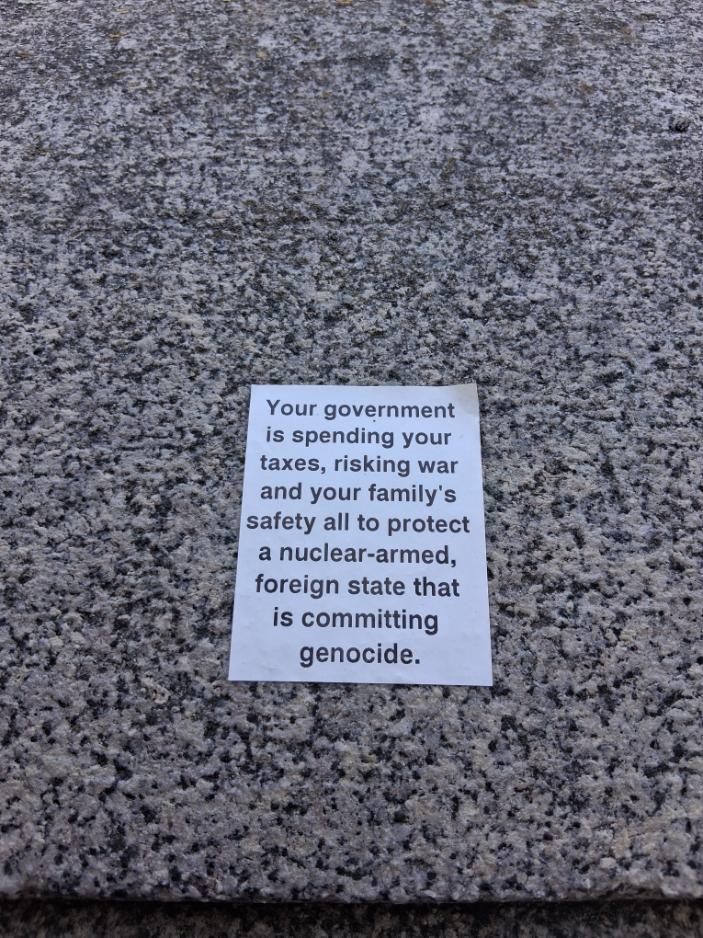 Your government
is spending your
taxes, risking war
and your family's
safety all to protect
a nuclear-armed,
foreign state that
is committing
genocide.